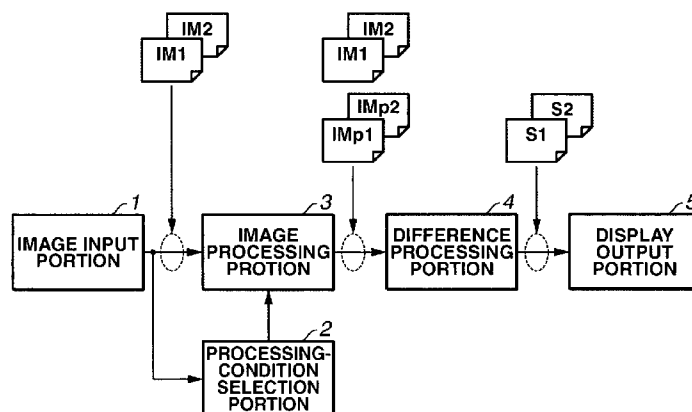 IM2
IM1
IM2
IM1
IMp2
IMp1
S2
S1
1
IMAGE INPUT
PORTION
3
IMAGE
PROCESSING
PROTION
4
DIFFERENCE
PROCESSING
PORTION
5
DISPLAY
OUTPUT
PORTION
2
PROCESSING-
CONDITION
SELECTION
PORTION